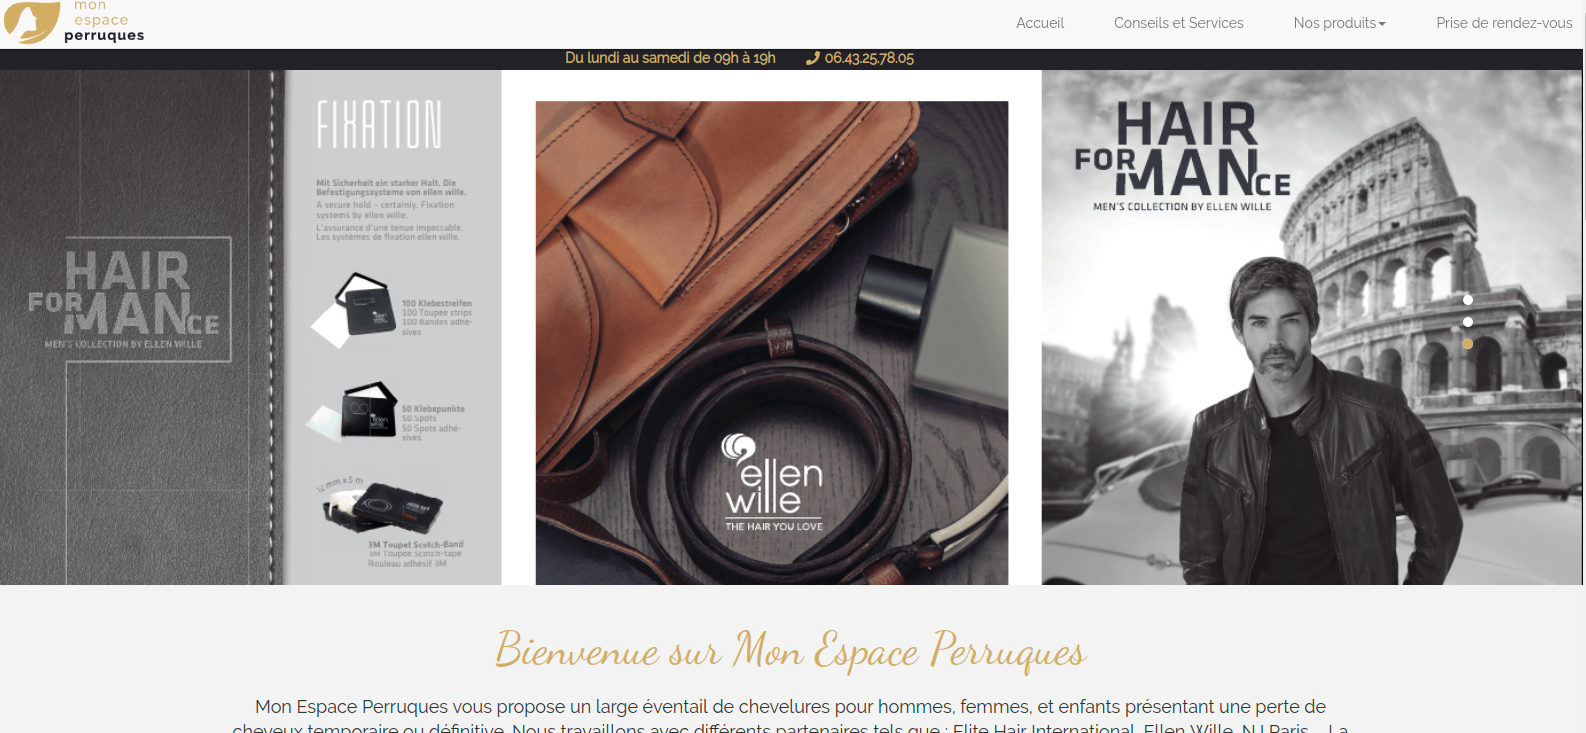 mon
espace
perruques
Accueil
Conseils et Services
Nos produits
Prise de rendez-vous
Du lundi au samedi de 09h à 19h
06.43.25.78.05
HAIR
FOR MANCE
MEN'S COLLECTION BY ELLEN WILLE
FIXATION
Mit Sicherheit ein starker Halt. Die
Befestigungssysteme von ellen wille.
A secure hold – certainly. Fixation
systems by ellen wille.
L'assurance d'une tenue impeccable.
Les systèmes de fixation ellen wille.
100 Klebestreifen
100 Toupee strips
100 Bandes adhé-
sives
50 Klebepunkte
50 Spots
50 Spots adhé-
sives
12 mm x 5 m
3M Toupet Scotch-Band
3M Toupee Scotch-tape
Rouleau adhésif 3M
ellen
wille
THE HAIR YOU LOVE
HAIR
FOR MANCE
MEN'S COLLECTION BY ELLEN WILLE
Bienvenue sur Mon Espace Perruques
Mon Espace Perruques vous propose un large éventail de chevelures pour hommes, femmes, et enfants présentant une perte de
cheveux temporaire ou définitive. Nous travaillons avec différents partenaires tels que : Elite Hair International, Ellen Wille, NJ Paris... La